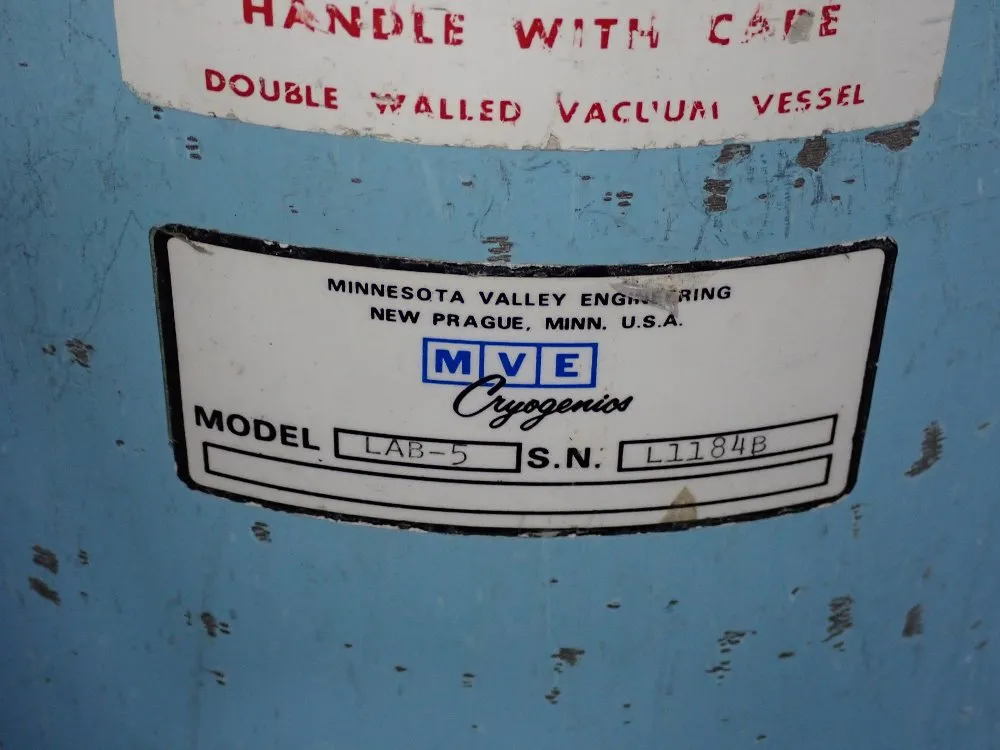 HANDLE WITH CARE
DOUBLE WALLED VACUUM VESSEL
MINNESOTA VALLEY ENGINEERING
NEW PRAGUE, MINN. U.S.A.
MVE
Cryogenics
MODEL LAB-5 S.N. L1184B